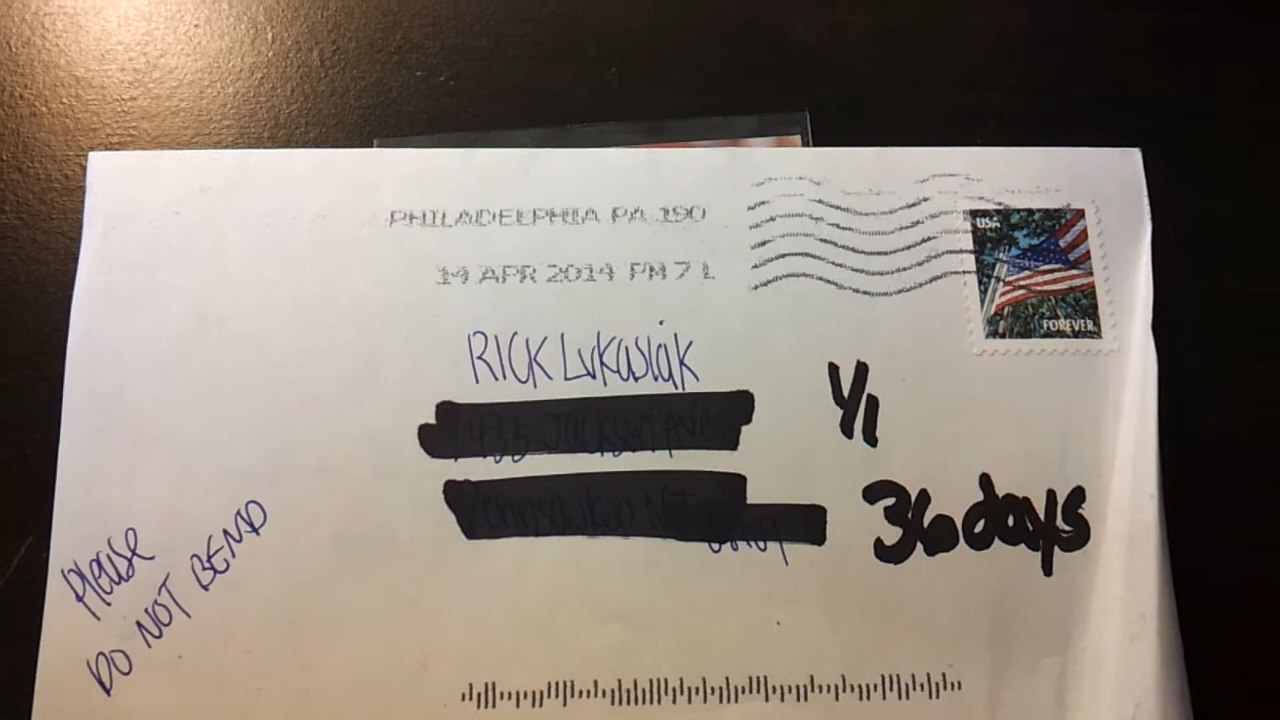 PHILADELPHIA PA 190
14 APR 2014 PM 7 L
USA
FOREVER
RICK LUKASIAK
1/1
36 days
Please
DO NOT BEND